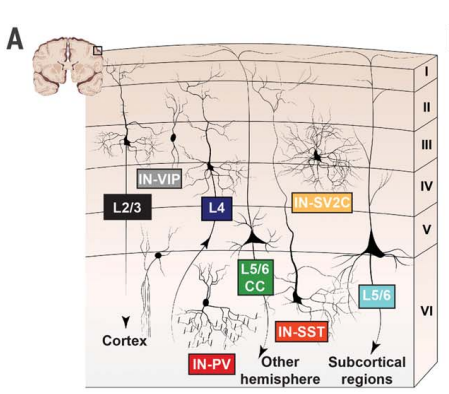 A
I
II
III
IN-VIP
IV
L2/3
L4
IN-SV2C
V
L5/6
CC
L5/6
VI
IN-SST
Cortex
IN-PV
Other
hemisphere
Subcortical
regions